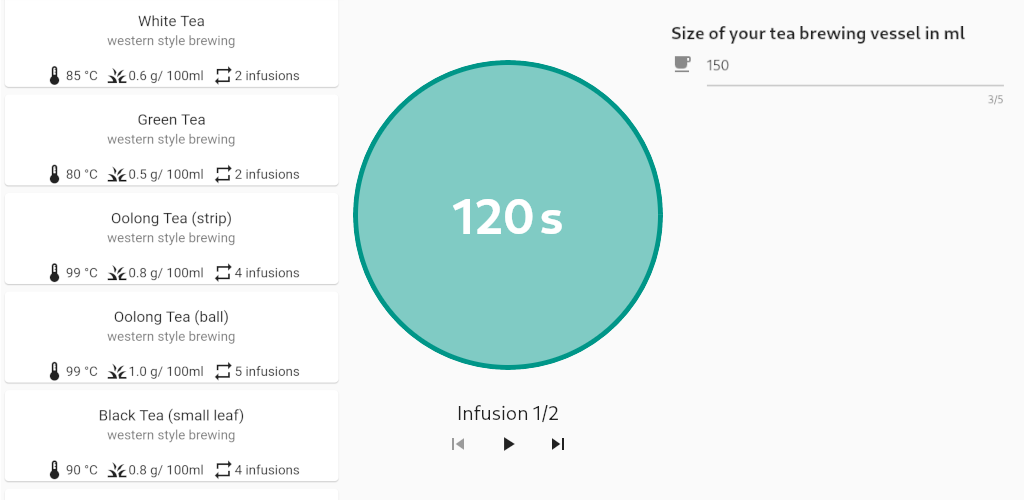 White Tea
western style brewing
85 °C 0.6 g/ 100ml 2 infusions
Green Tea
western style brewing
80 °C 0.5 g/ 100ml 2 infusions
Oolong Tea (strip)
western style brewing
99 °C 0.8 g/ 100ml 4 infusions
Oolong Tea (ball)
western style brewing
99 °C 1.0 g/ 100ml 5 infusions
Black Tea (small leaf)
western style brewing
90 °C 0.8 g/ 100ml 4 infusions
120 s
Infusion 1/2
Size of your tea brewing vessel in ml
150
3/5